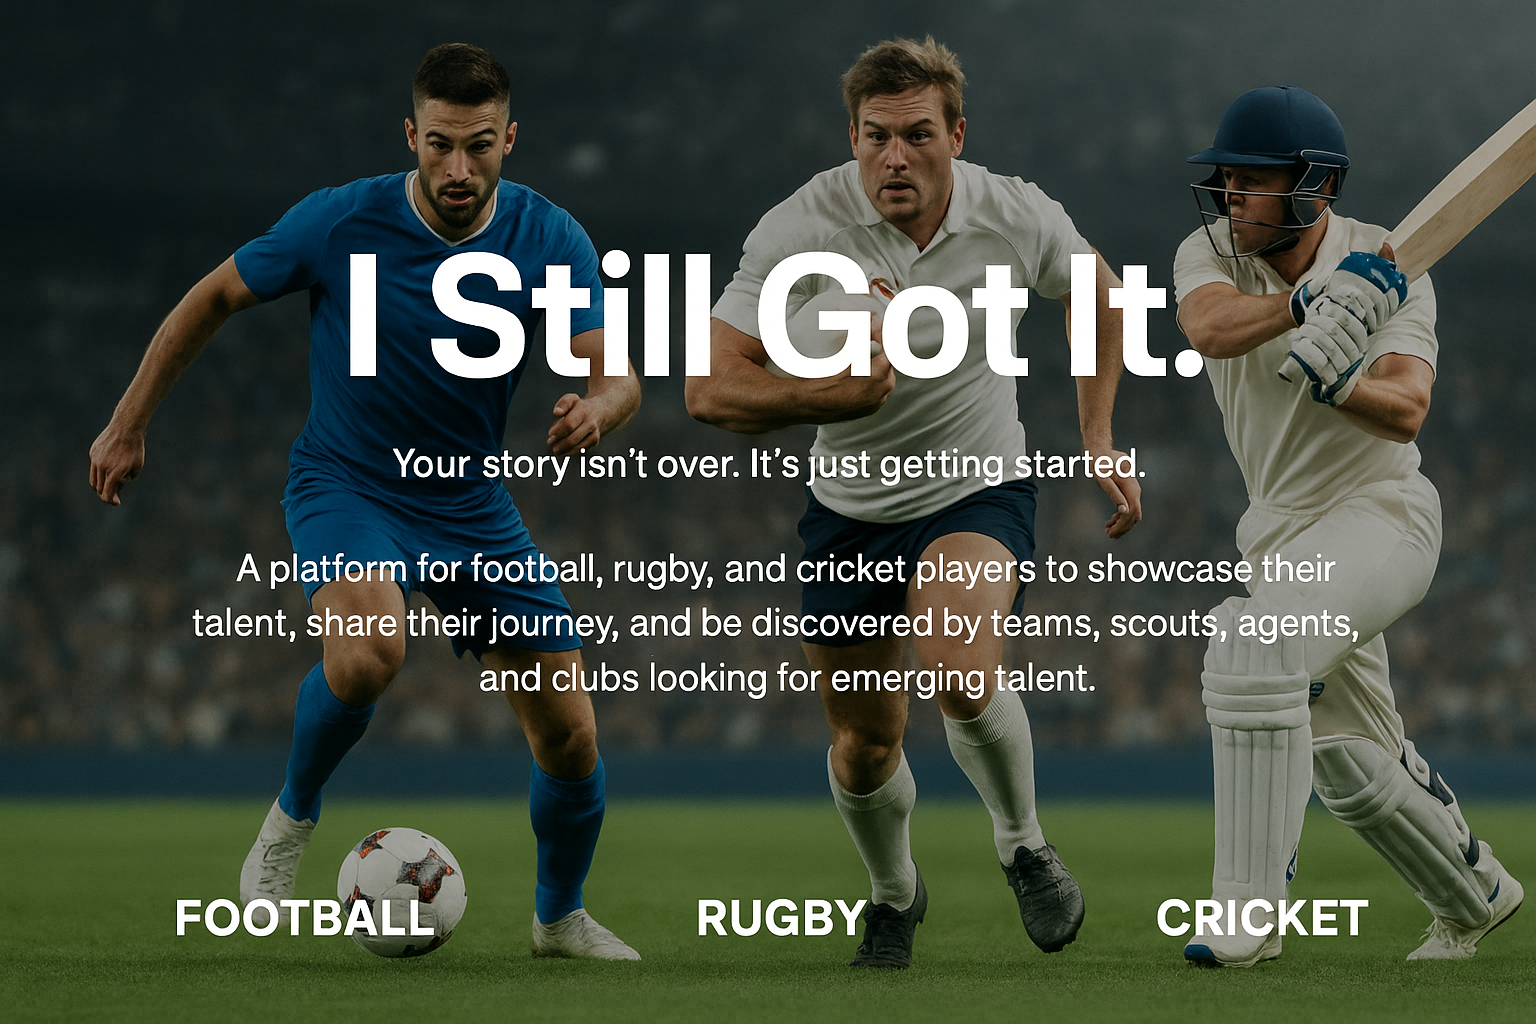 I Still Got It.
Your story isn’t over. It’s just getting started.
A platform for football, rugby, and cricket players to showcase their
talent, share their journey, and be discovered by teams, scouts, agents,
and clubs looking for emerging talent.
FOOTBALL
RUGBY
CRICKET